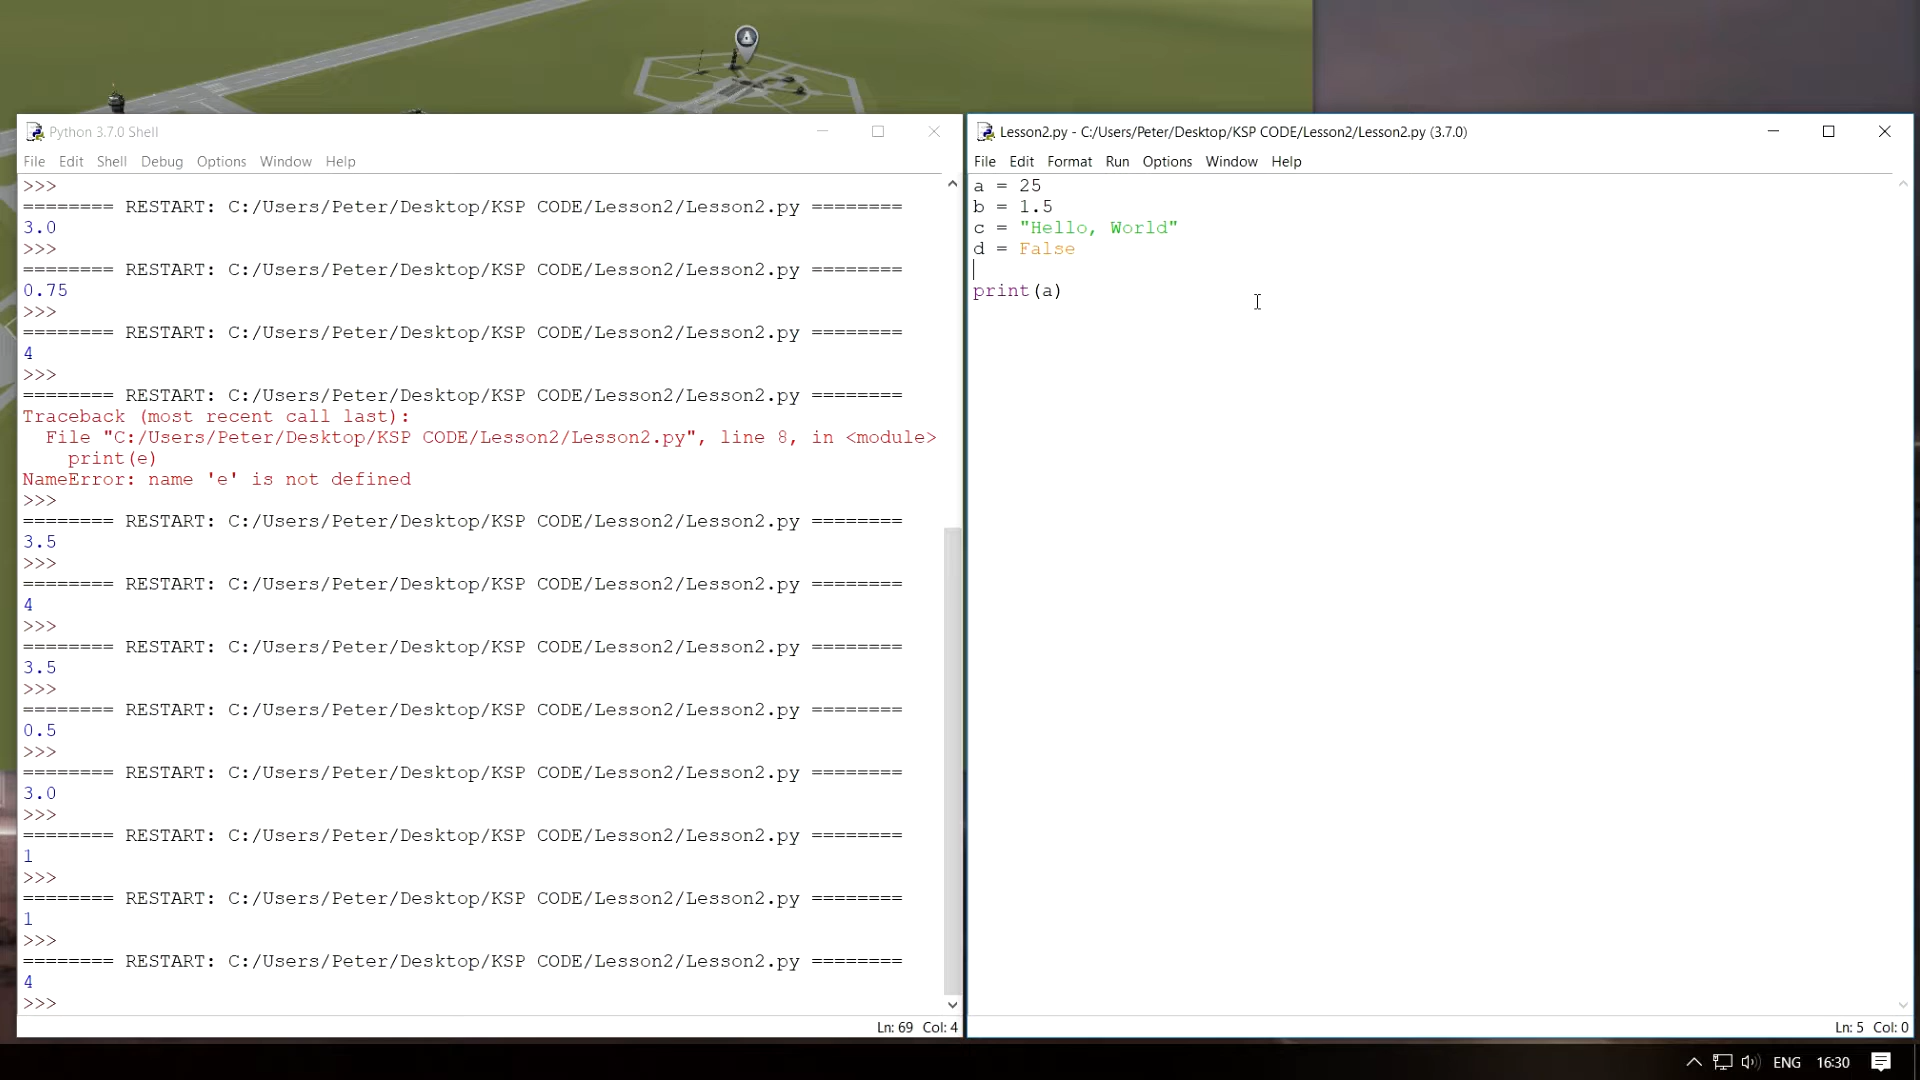 Python 3.7.0 Shell
File Edit Shell Debug Options Window Help
>>>
======== RESTART: C:/Users/Peter/Desktop/KSP CODE/Lesson2/Lesson2.py ========
3.0
>>>
======== RESTART: C:/Users/Peter/Desktop/KSP CODE/Lesson2/Lesson2.py ========
0.75
>>>
======== RESTART: C:/Users/Peter/Desktop/KSP CODE/Lesson2/Lesson2.py ========
4
>>>
======== RESTART: C:/Users/Peter/Desktop/KSP CODE/Lesson2/Lesson2.py ========
Traceback (most recent call last):
  File "C:/Users/Peter/Desktop/KSP CODE/Lesson2/Lesson2.py", line 8, in <module>
    print(e)
NameError: name 'e' is not defined
>>>
======== RESTART: C:/Users/Peter/Desktop/KSP CODE/Lesson2/Lesson2.py ========
3.5
>>>
======== RESTART: C:/Users/Peter/Desktop/KSP CODE/Lesson2/Lesson2.py ========
4
>>>
======== RESTART: C:/Users/Peter/Desktop/KSP CODE/Lesson2/Lesson2.py ========
3.5
>>>
======== RESTART: C:/Users/Peter/Desktop/KSP CODE/Lesson2/Lesson2.py ========
0.5
>>>
======== RESTART: C:/Users/Peter/Desktop/KSP CODE/Lesson2/Lesson2.py ========
3.0
>>>
======== RESTART: C:/Users/Peter/Desktop/KSP CODE/Lesson2/Lesson2.py ========
1
>>>
======== RESTART: C:/Users/Peter/Desktop/KSP CODE/Lesson2/Lesson2.py ========
1
>>>
======== RESTART: C:/Users/Peter/Desktop/KSP CODE/Lesson2/Lesson2.py ========
4
>>>
Ln: 69 Col: 4
Lesson2.py - C:/Users/Peter/Desktop/KSP CODE/Lesson2/Lesson2.py (3.7.0)
File Edit Format Run Options Window Help
a = 25
b = 1.5
c = "Hello, World"
d = False
print(a)
Ln: 5 Col: 0
ENG 16:30